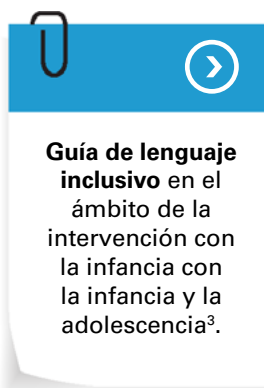 Guía de lenguaje
inclusivo en el
ámbito de la
intervención con
la infancia con
la infancia y la
adolescencia³.